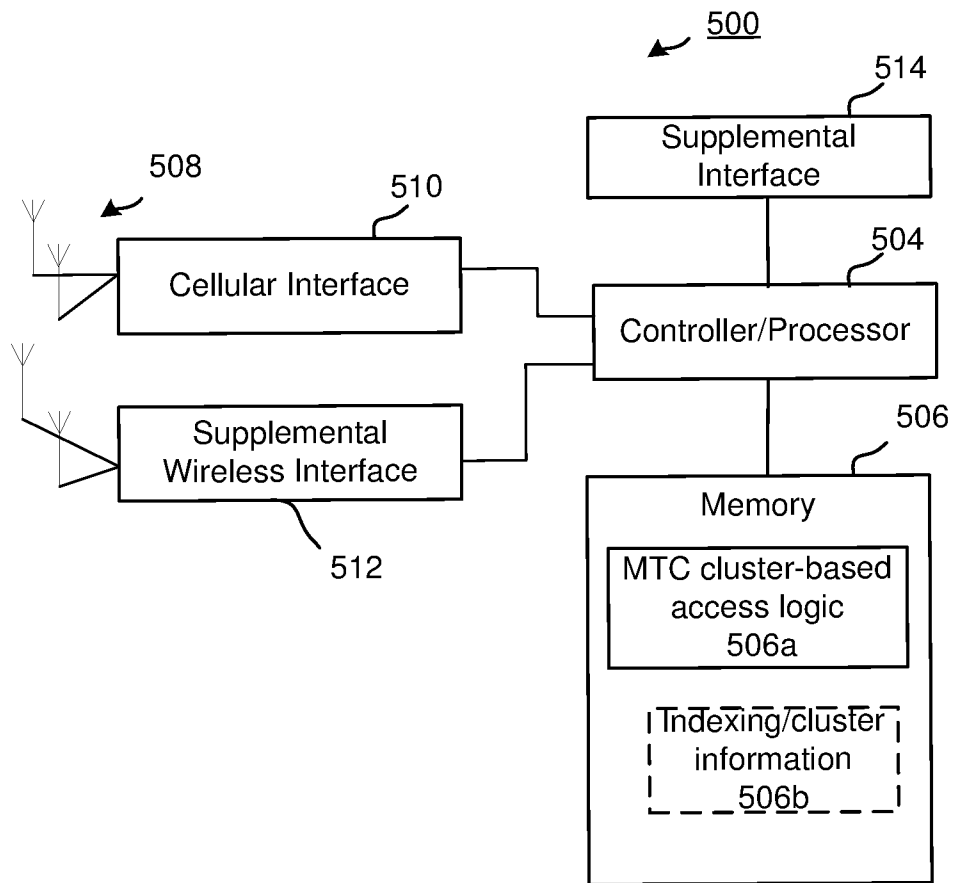 500
514
Supplemental
Interface
508
510
Cellular Interface
504
Controller/Processor
Supplemental
Wireless Interface
512
506
Memory
MTC cluster-based
access logic
506a
Indexing/cluster
information
506b